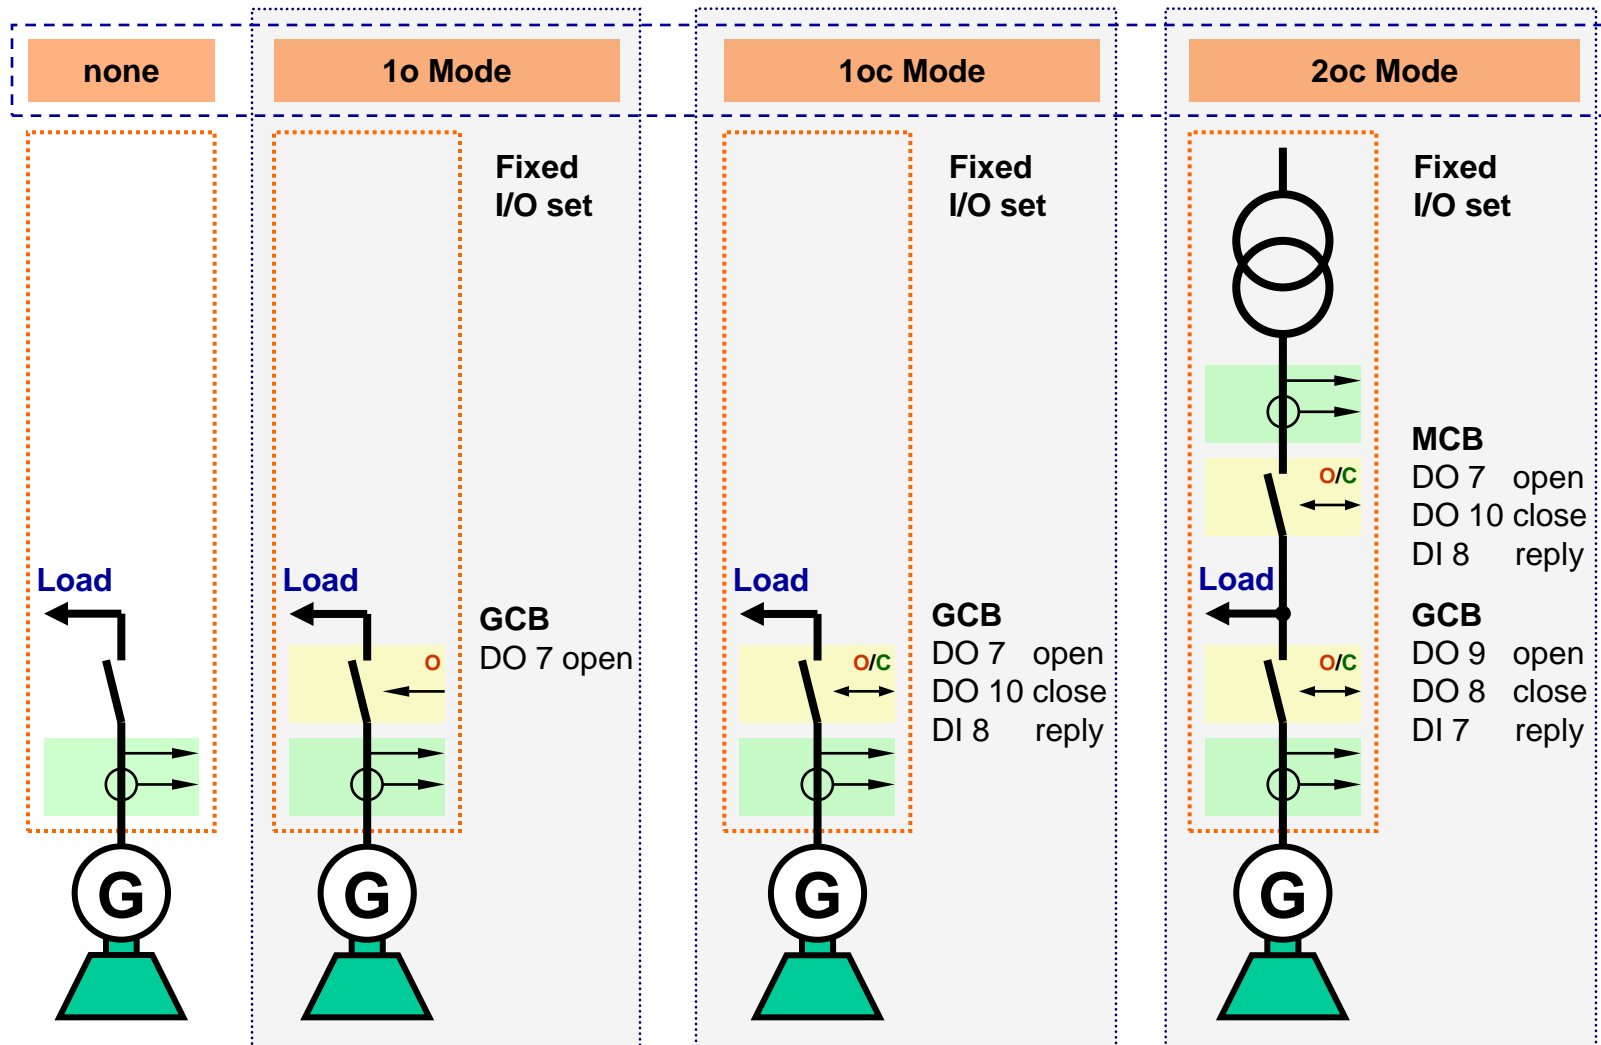 none
1o Mode
1oc Mode
2oc Mode
Load
G
Fixed
I/O set
Load
O
GCB
DO 7 open
G
Fixed
I/O set
Load
O/C
GCB
DO 7 open
DO 10 close
DI 8 reply
G
Fixed
I/O set
O/C
MCB
DO 7 open
DO 10 close
DI 8 reply
Load
O/C
GCB
DO 9 open
DO 8 close
DI 7 reply
G